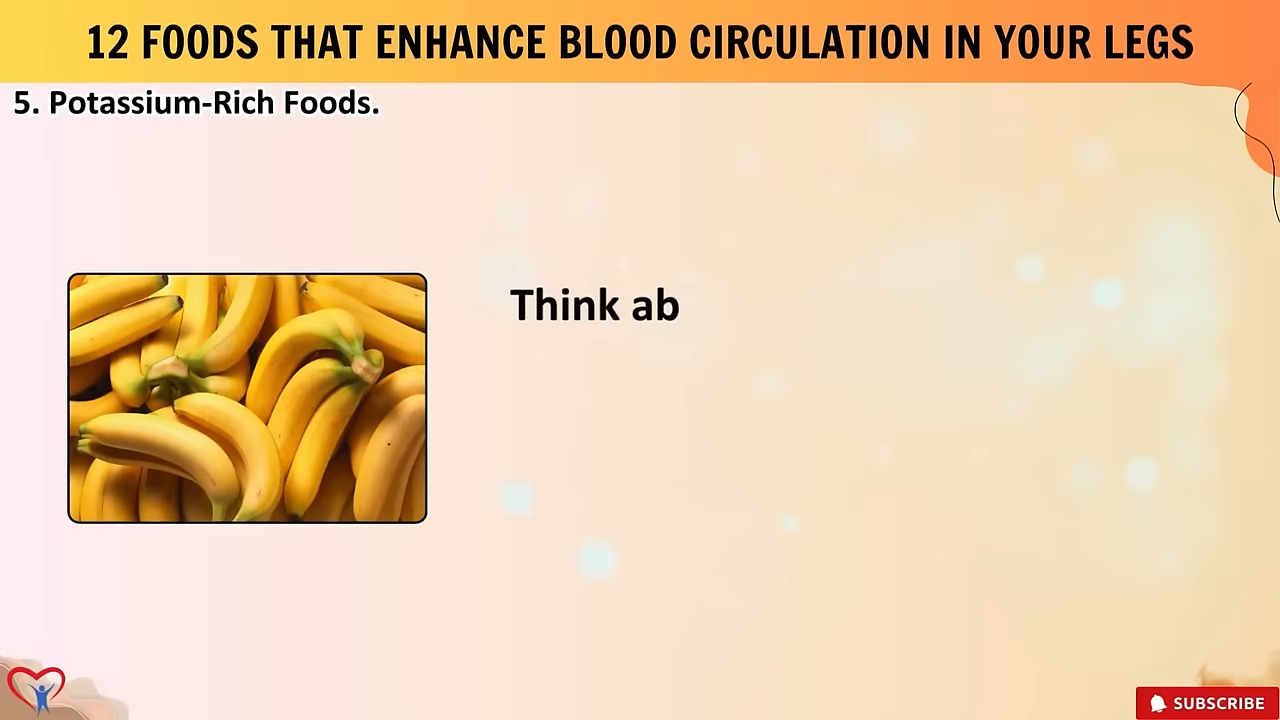 12 FOODS THAT ENHANCE BLOOD CIRCULATION IN YOUR LEGS
5. Potassium-Rich Foods.
Think ab
SUBSCRIBE